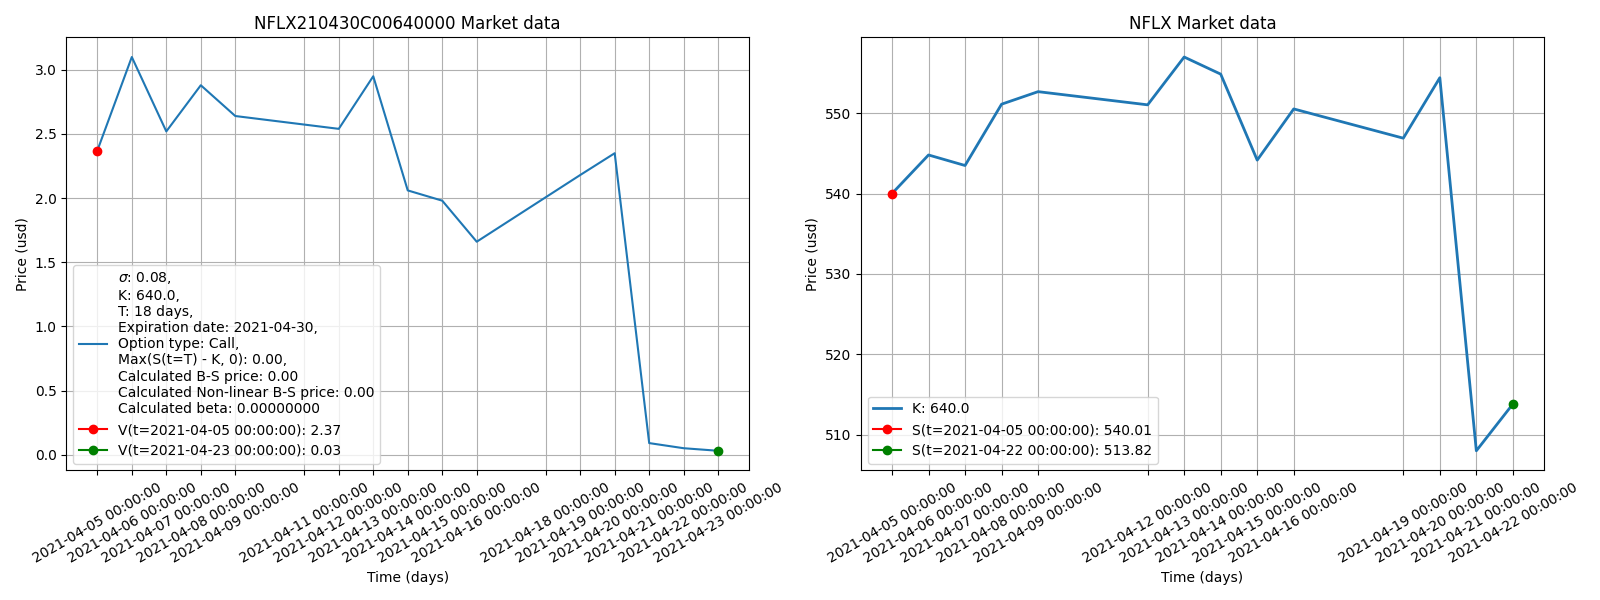 NFLX210430C00640000 Market data
Price (usd)
3.0
2.5
2.0
1.5
1.0
0.5
0.0
σ: 0.08,
K: 640.0,
T: 18 days,
Expiration date: 2021-04-30,
Option type: Call,
Max(S(t=T) - K, 0): 0.00,
Calculated B-S price: 0.00
Calculated Non-linear B-S price: 0.00
Calculated beta: 0.00000000
V(t=2021-04-05 00:00:00): 2.37
V(t=2021-04-23 00:00:00): 0.03
2021-04-05 00:00:00
2021-04-06 00:00:00
2021-04-07 00:00:00
2021-04-08 00:00:00
2021-04-09 00:00:00
2021-04-11 00:00:00
2021-04-12 00:00:00
2021-04-13 00:00:00
2021-04-14 00:00:00
2021-04-15 00:00:00
2021-04-16 00:00:00
2021-04-18 00:00:00
2021-04-19 00:00:00
2021-04-20 00:00:00
2021-04-21 00:00:00
2021-04-22 00:00:00
2021-04-23 00:00:00
Time (days)
NFLX Market data
Price (usd)
550
540
530
520
510
K: 640.0
S(t=2021-04-05 00:00:00): 540.01
S(t=2021-04-22 00:00:00): 513.82
2021-04-05 00:00:00
2021-04-06 00:00:00
2021-04-07 00:00:00
2021-04-08 00:00:00
2021-04-09 00:00:00
2021-04-12 00:00:00
2021-04-13 00:00:00
2021-04-14 00:00:00
2021-04-15 00:00:00
2021-04-16 00:00:00
2021-04-19 00:00:00
2021-04-20 00:00:00
2021-04-21 00:00:00
2021-04-22 00:00:00
Time (days)